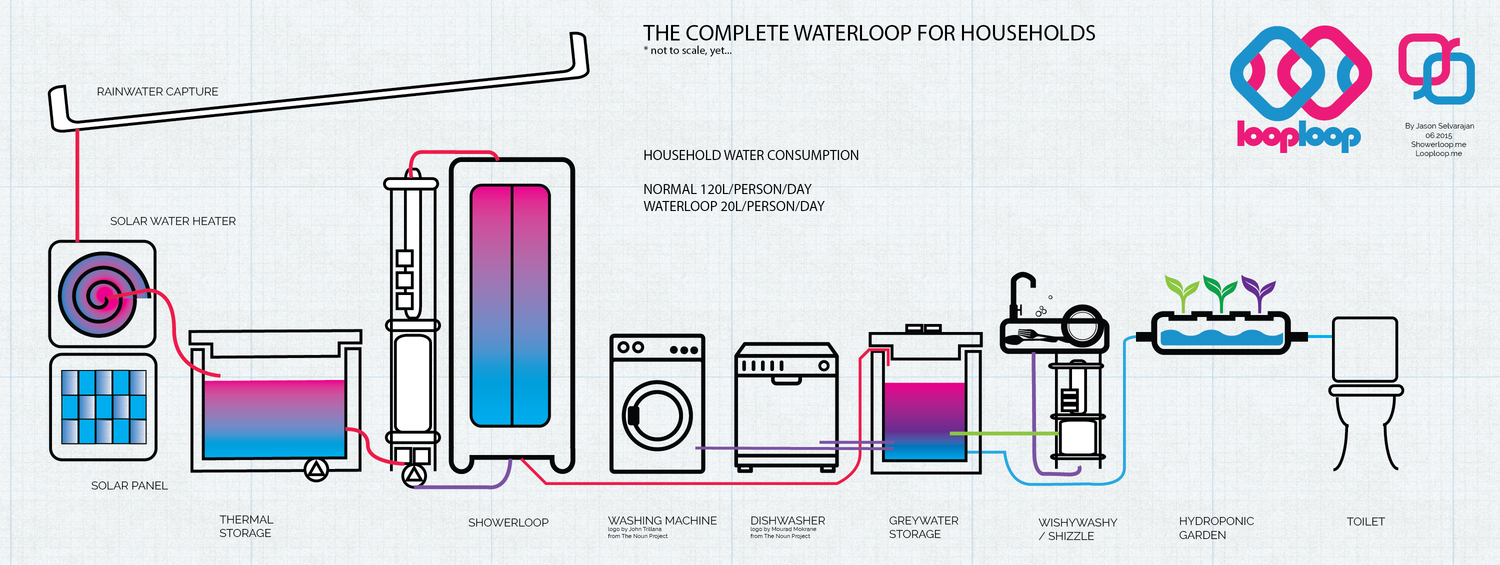 THE COMPLETE WATERLOOP FOR HOUSEHOLDS
* not to scale, yet...
looploop
By Jason Selvarajan
06.2015
Showerloop.me
Looploop.me
RAINWATER CAPTURE
HOUSEHOLD WATER CONSUMPTION
NORMAL 120L/PERSON/DAY
WATERLOOP 20L/PERSON/DAY
SOLAR WATER HEATER
SOLAR PANEL
THERMAL
STORAGE
SHOWERLOOP
WASHING MACHINE
logo by John Trillana
from The Noun Project
DISHWASHER
logo by Mourad Mokrane
from The Noun Project
GREYWATER
STORAGE
WISHYWASHY
/ SHIZZLE
HYDROPONIC
GARDEN
TOILET